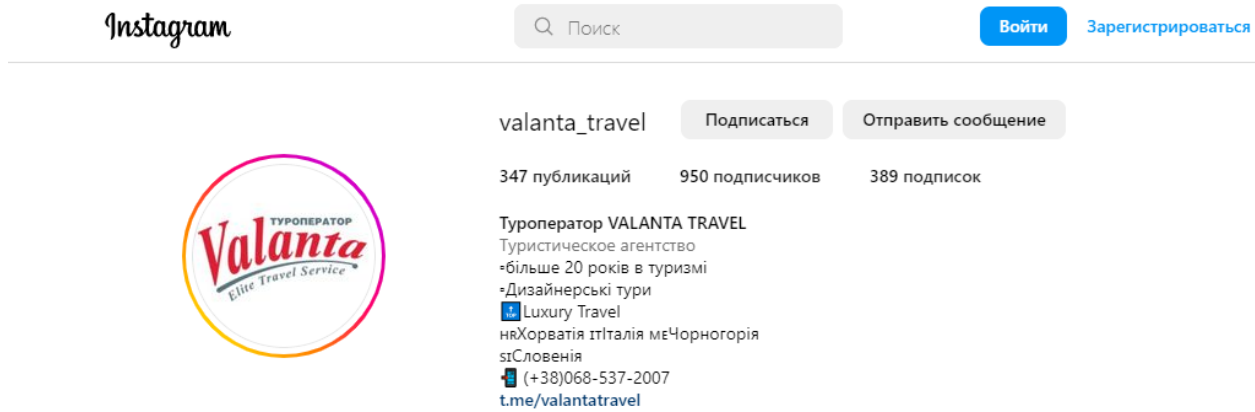 Instagram
Поиск
Войти
Зарегистрироваться
valanta_travel
Подписаться
Отправить сообщение
347 публикаций
950 подписчиков
389 подписок
ТУРОПЕРАТОР
Valanta
Elite Travel Service
Туроператор VALANTA TRAVEL
Туристическое агентство
▫більше 20 років в туризмі
▫Дизайнерські тури
🔝Luxury Travel
🇭🇷Хорватія 🇮🇹Італія 🇲🇪Чорногорія
🇸🇮Словенія
📲 (+38)068-537-2007
t.me/valantatravel